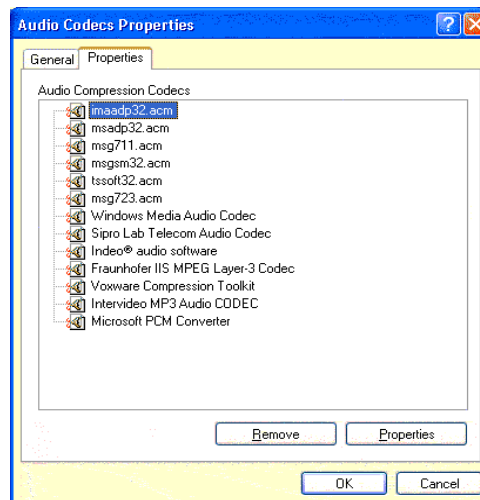 Audio Codecs Properties
General
Properties
Audio Compression Codecs
imaadp32.acm
msadp32.acm
msg711.acm
msgsm32.acm
tssoft32.acm
msg723.acm
Windows Media Audio Codec
Sipro Lab Telecom Audio Codec
Indeo® audio software
Fraunhofer IIS MPEG Layer-3 Codec
Voxware Compression Toolkit
Intervideo MP3 Audio CODEC
Microsoft PCM Converter
Remove
Properties
OK
Cancel